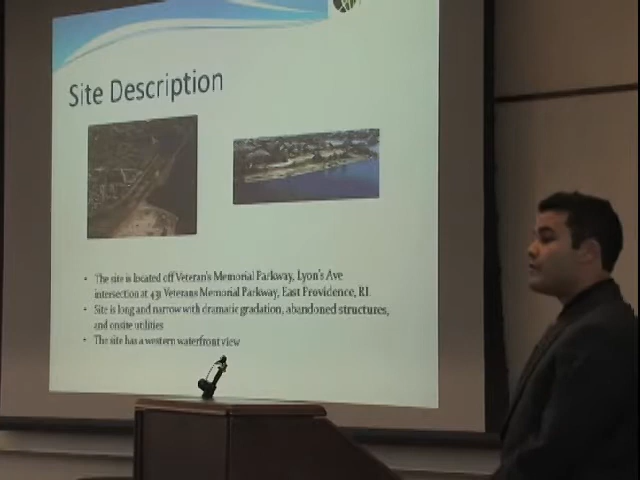 Site Description
• The site is located off Veteran's Memorial Parkway, Lyon's Ave
intersection at 431 Veterans Memorial Parkway, East Providence, RI.
• Site is long and narrow with dramatic gradation, abandoned structures,
and onsite utilities
• The site has a western waterfront view